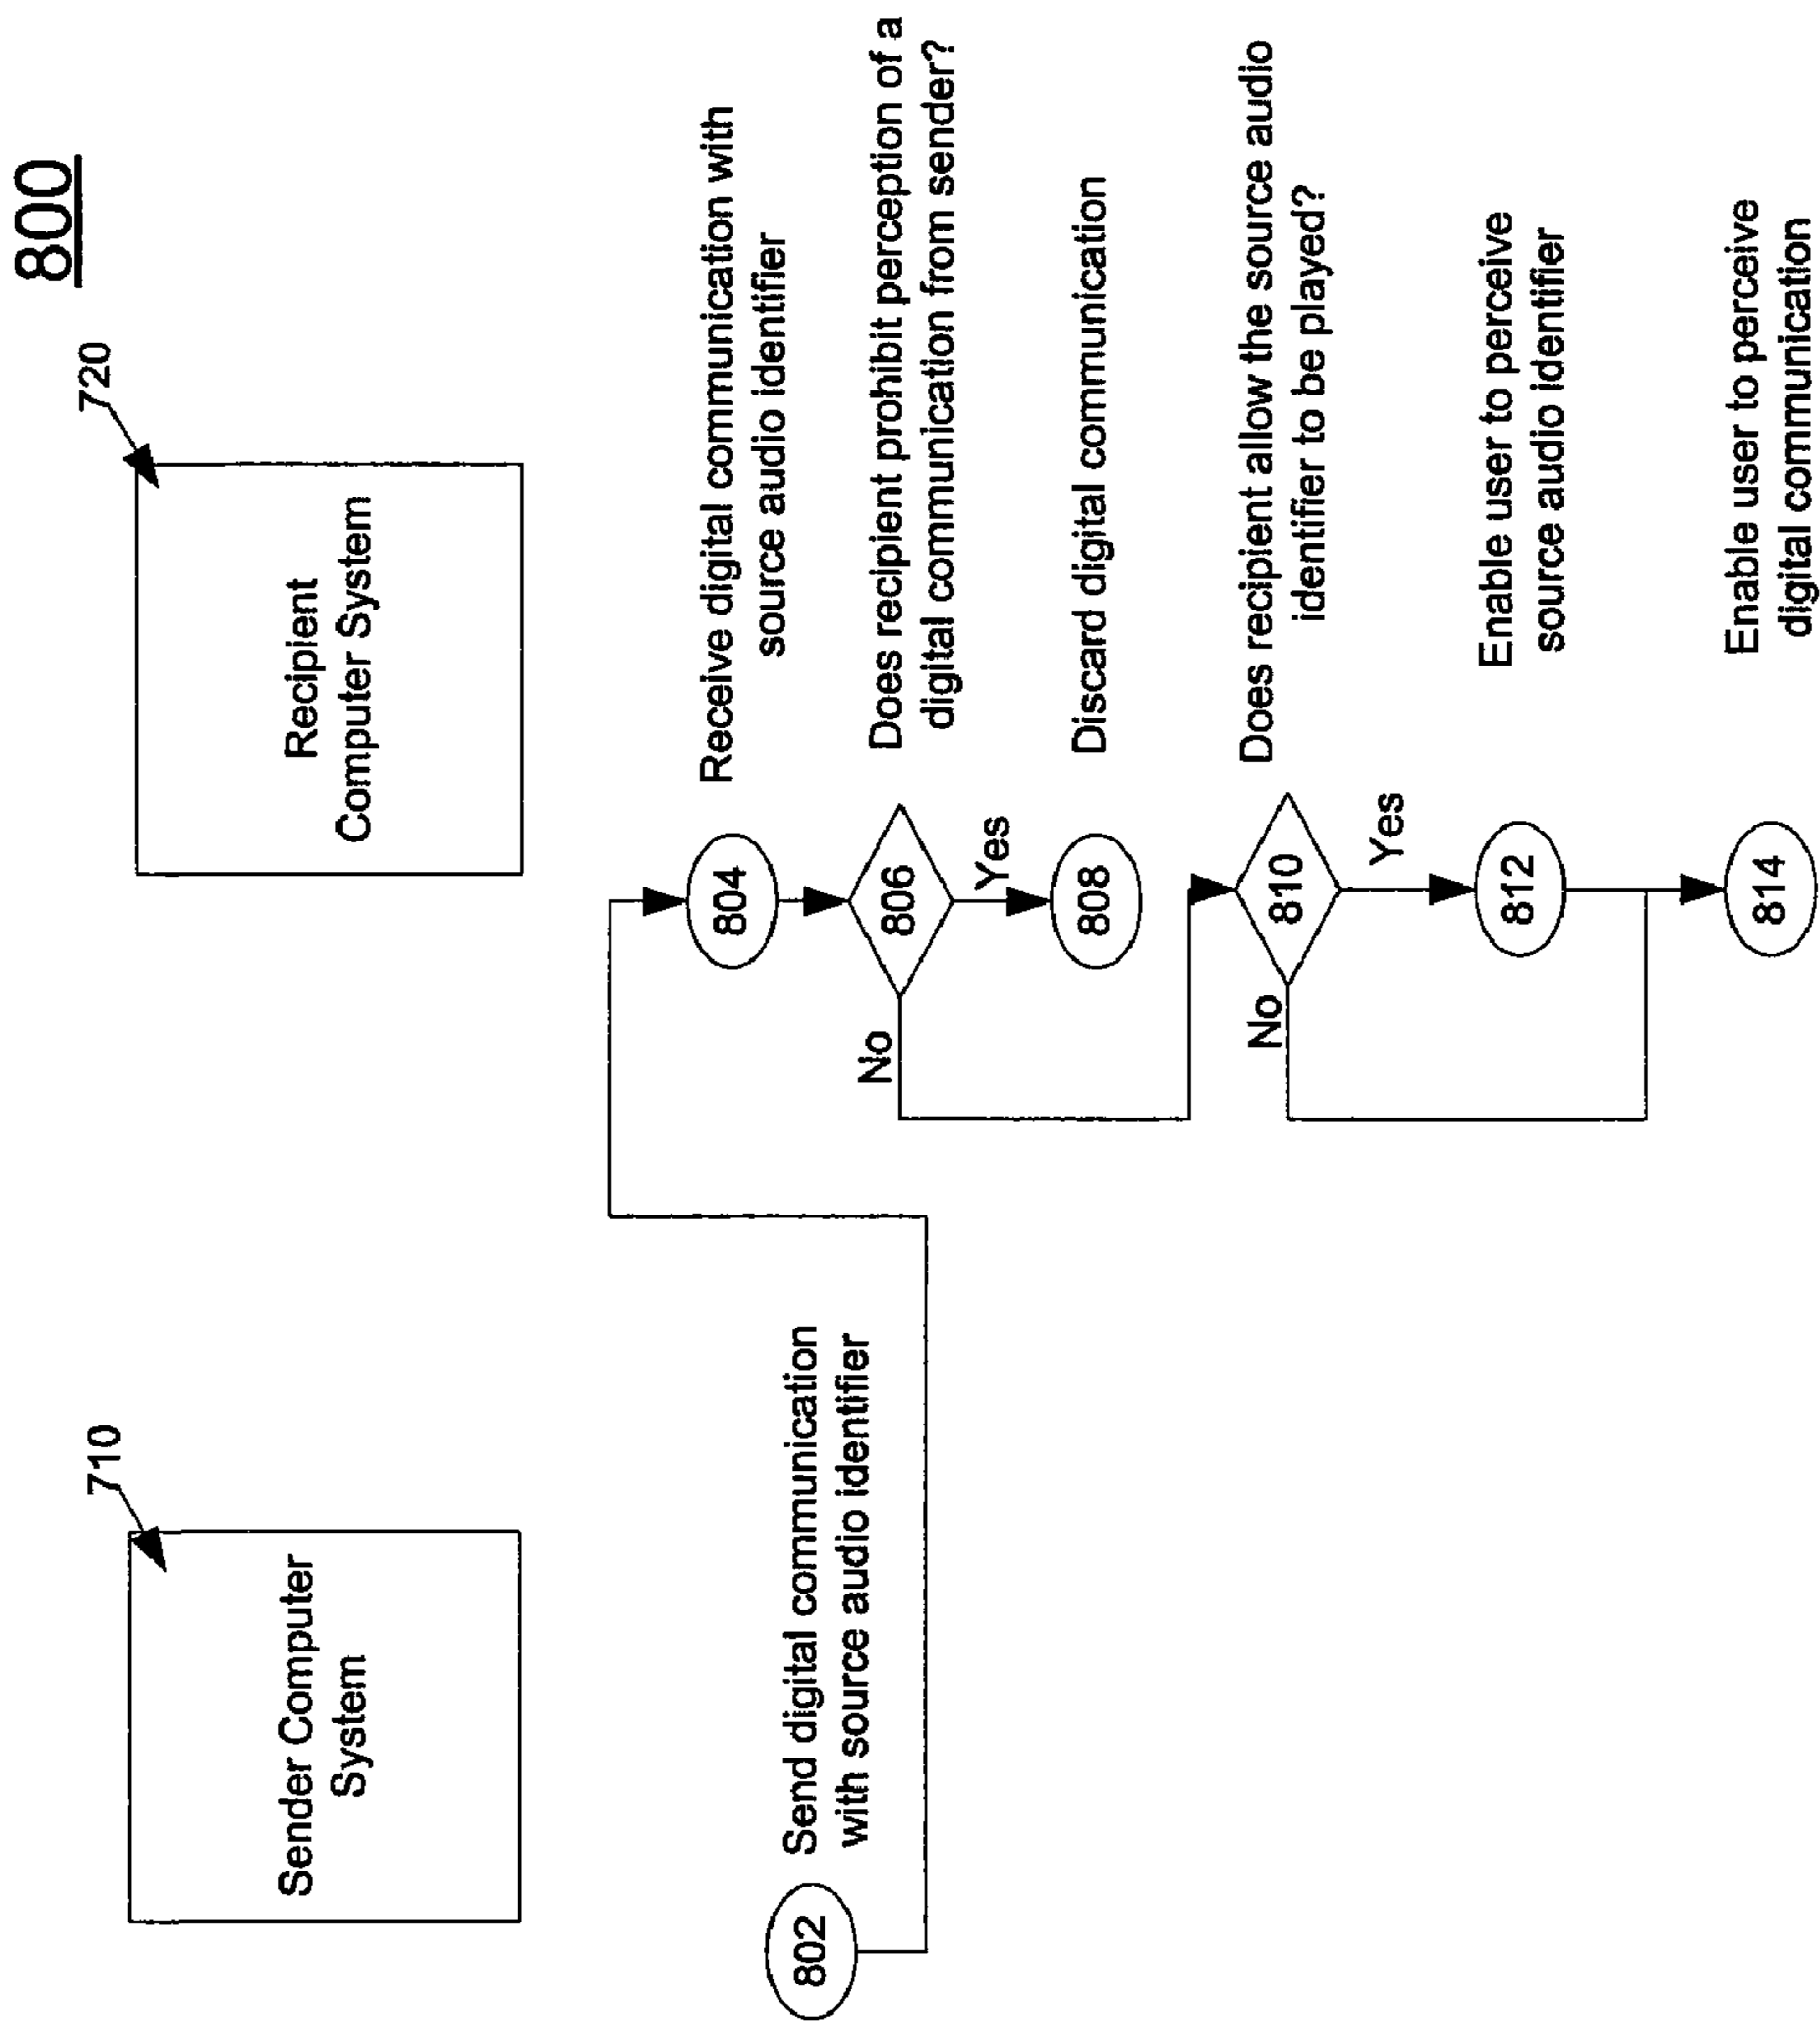 800
710
720
Sender Computer
System
Recipient
Computer System
802
Send digital communication
with source audio identifier
804
Receive digital communication with
source audio identifier
806
Does recipient prohibit perception of a
digital communication from sender?
No
Yes
808
Discard digital communication
810
Does recipient allow the source audio
identifier to be played?
No
Yes
812
Enable user to perceive
source audio identifier
814
Enable user to perceive
digital communication